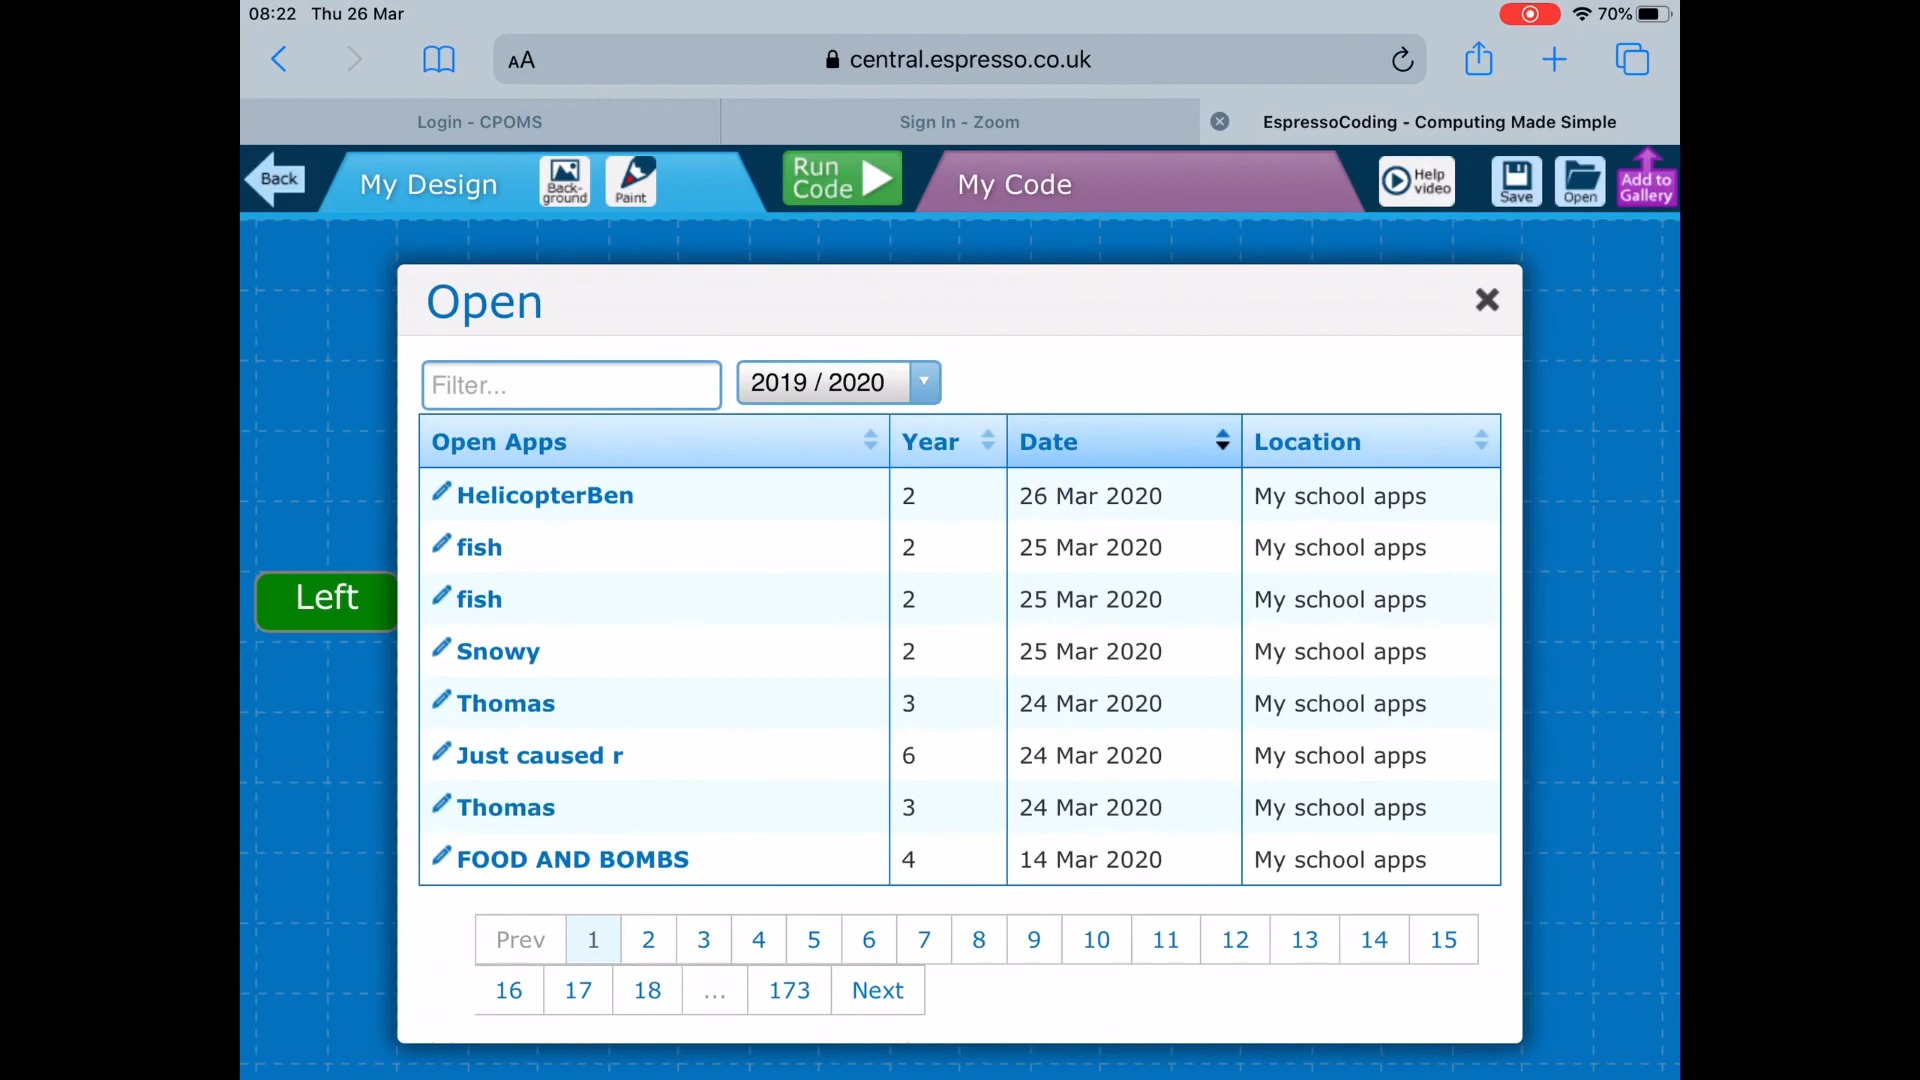 08:22 Thu 26 Mar 70%
AA central.espresso.co.uk
Login - CPOMS Sign In - Zoom EspressoCoding - Computing Made Simple
Back My Design Back-ground Paint Run Code My Code Help video Save Open Add to Gallery
Open
Filter... 2019 / 2020
Open Apps Year Date Location
HelicopterBen 2 26 Mar 2020 My school apps
fish 2 25 Mar 2020 My school apps
fish 2 25 Mar 2020 My school apps
Left
Snowy 2 25 Mar 2020 My school apps
Thomas 3 24 Mar 2020 My school apps
Just caused r 6 24 Mar 2020 My school apps
Thomas 3 24 Mar 2020 My school apps
FOOD AND BOMBS 4 14 Mar 2020 My school apps
Prev 1 2 3 4 5 6 7 8 9 10 11 12 13 14 15
16 17 18 ... 173 Next